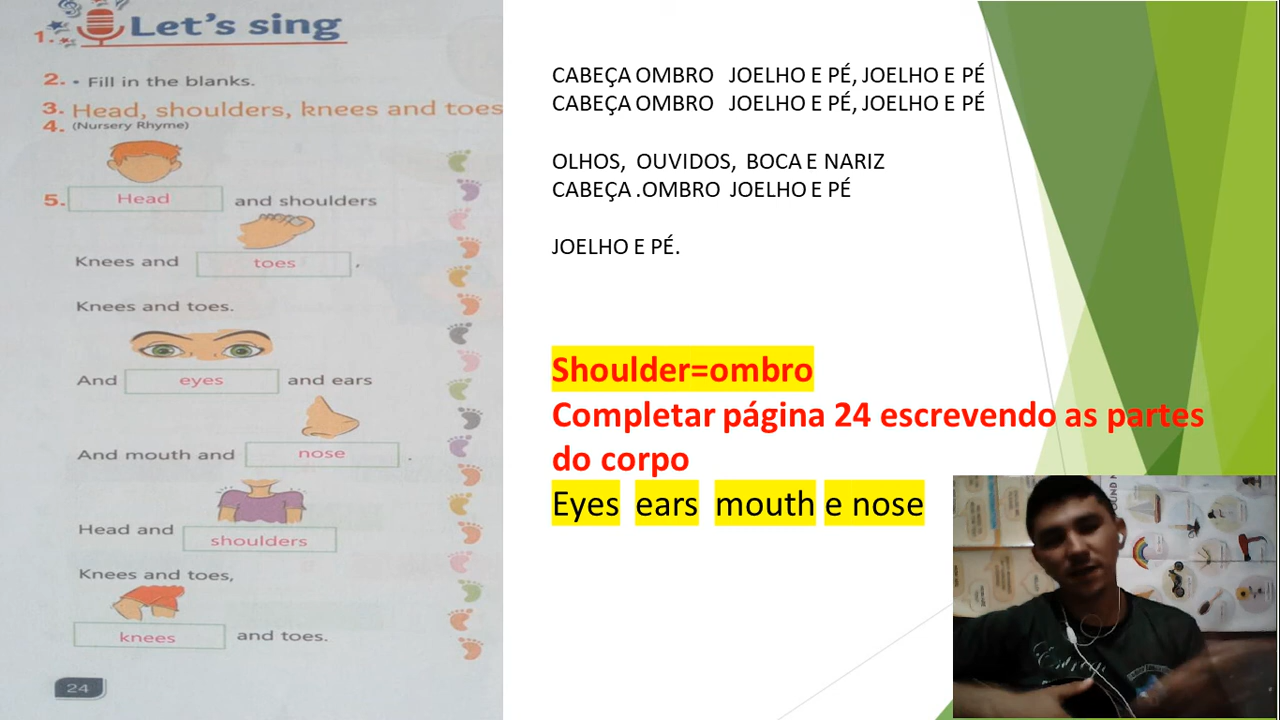 1. Let's sing
2. • Fill in the blanks.
3. Head, shoulders, knees and toes
4. (Nursery Rhyme)
5. Head and shoulders
Knees and toes,
Knees and toes.
And eyes and ears
And mouth and nose.
Head and shoulders
Knees and toes,
knees and toes.
24
CABEÇA OMBRO JOELHO E PÉ, JOELHO E PÉ
CABEÇA OMBRO JOELHO E PÉ, JOELHO E PÉ
OLHOS, OUVIDOS, BOCA E NARIZ
CABEÇA .OMBRO JOELHO E PÉ
JOELHO E PÉ.
Shoulder=ombro
Completar página 24 escrevendo as partes
do corpo
Eyes ears mouth e nose